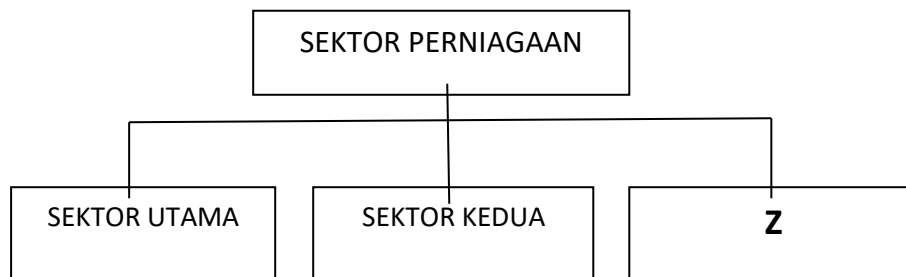 SEKTOR PERNIAGAAN
SEKTOR UTAMA
SEKTOR KEDUA
Z